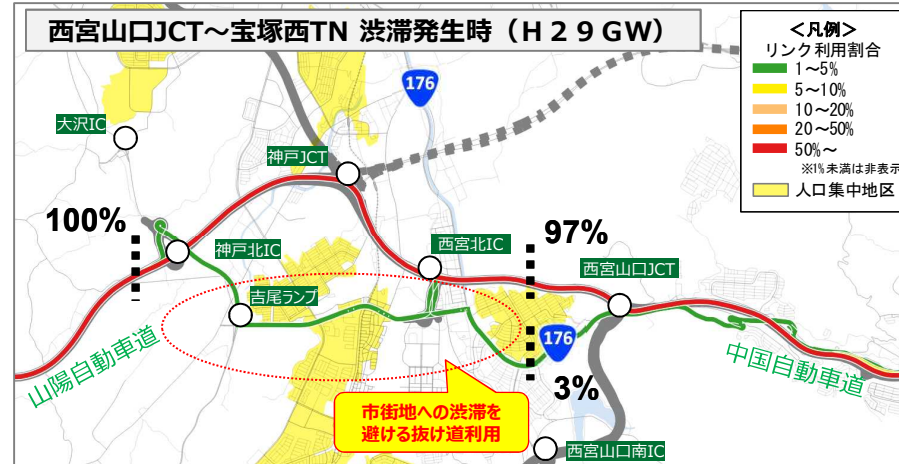 西宮山口JCT～宝塚西TN 渋滞発生時（H２９GW）
＜凡例＞
リンク利用割合
1～5%
5～10%
10～20%
20～50%
50%～
※1%未満は非表示
人口集中地区
176
大沢IC
神戸JCT
100%
神戸北IC
西宮北IC
97%
西宮山口JCT
吉尾ランプ
176
山陽自動車道
中国自動車道
3%
市街地への渋滞を
避ける抜け道利用
西宮山口南IC